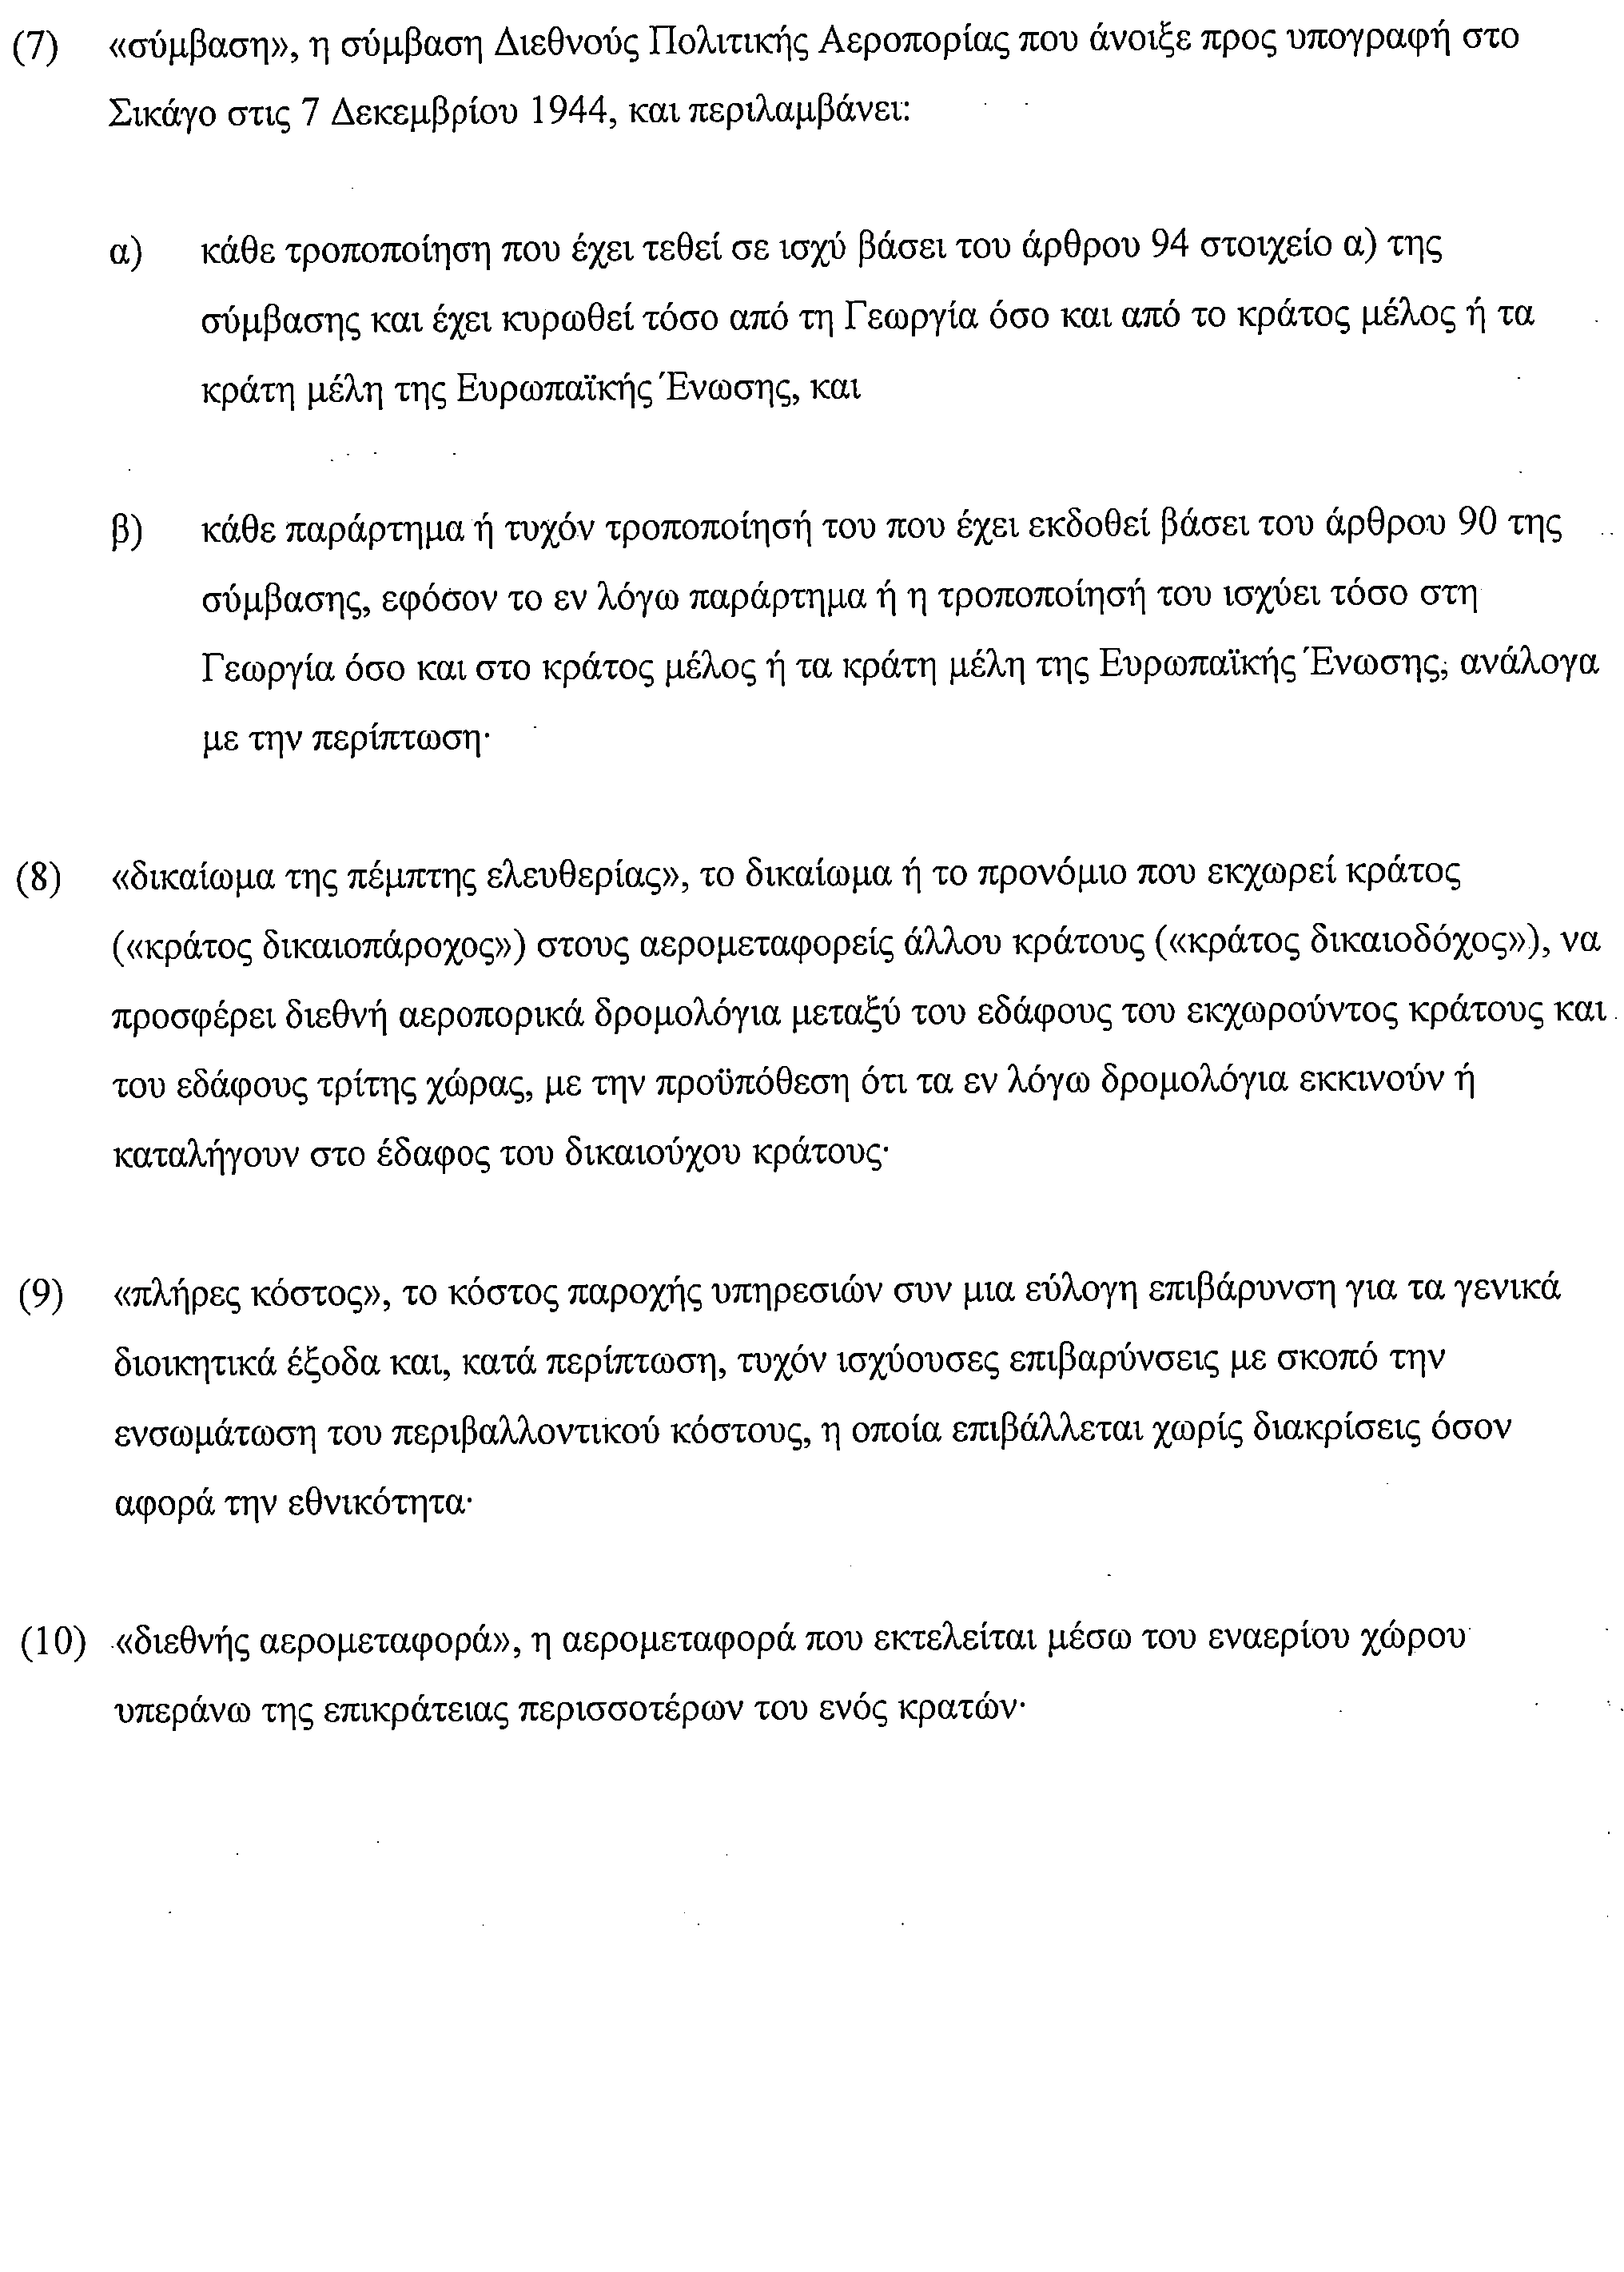 (7) «σύμβαση», η σύμβαση Διεθνούς Πολιτικής Αεροπορίας που άνοιξε προς υπογραφή στο
Σικάγο στις 7 Δεκεμβρίου 1944, και περιλαμβάνει:
α) κάθε τροποποίηση που έχει τεθεί σε ισχύ βάσει του άρθρου 94 στοιχείο α) της
σύμβασης και έχει κυρωθεί τόσο από τη Γεωργία όσο και από το κράτος μέλος ή τα
κράτη μέλη της Ευρωπαϊκής Ένωσης, και
β) κάθε παράρτημα ή τυχόν τροποποίησή του που έχει εκδοθεί βάσει του άρθρου 90 της
σύμβασης, εφόσον το εν λόγω παράρτημα ή η τροποποίησή του ισχύει τόσο στη
Γεωργία όσο και στο κράτος μέλος ή τα κράτη μέλη της Ευρωπαϊκής Ένωσης, ανάλογα
με την περίπτωση·
(8) «δικαίωμα της πέμπτης ελευθερίας», το δικαίωμα ή το προνόμιο που εκχωρεί κράτος
(«κράτος δικαιοπάροχος») στους αερομεταφορείς άλλου κράτους («κράτος δικαιοδόχος»), να
προσφέρει διεθνή αεροπορικά δρομολόγια μεταξύ του εδάφους του εκχωρούντος κράτους και
του εδάφους τρίτης χώρας, με την προϋπόθεση ότι τα εν λόγω δρομολόγια εκκινούν ή
καταλήγουν στο έδαφος του δικαιούχου κράτους·
(9) «πλήρες κόστος», το κόστος παροχής υπηρεσιών συν μια εύλογη επιβάρυνση για τα γενικά
διοικητικά έξοδα και, κατά περίπτωση, τυχόν ισχύουσες επιβαρύνσεις με σκοπό την
ενσωμάτωση του περιβαλλοντικού κόστους, η οποία επιβάλλεται χωρίς διακρίσεις όσον
αφορά την εθνικότητα·
(10) «διεθνής αερομεταφορά», η αερομεταφορά που εκτελείται μέσω του εναερίου χώρου
υπεράνω της επικράτειας περισσοτέρων του ενός κρατών·